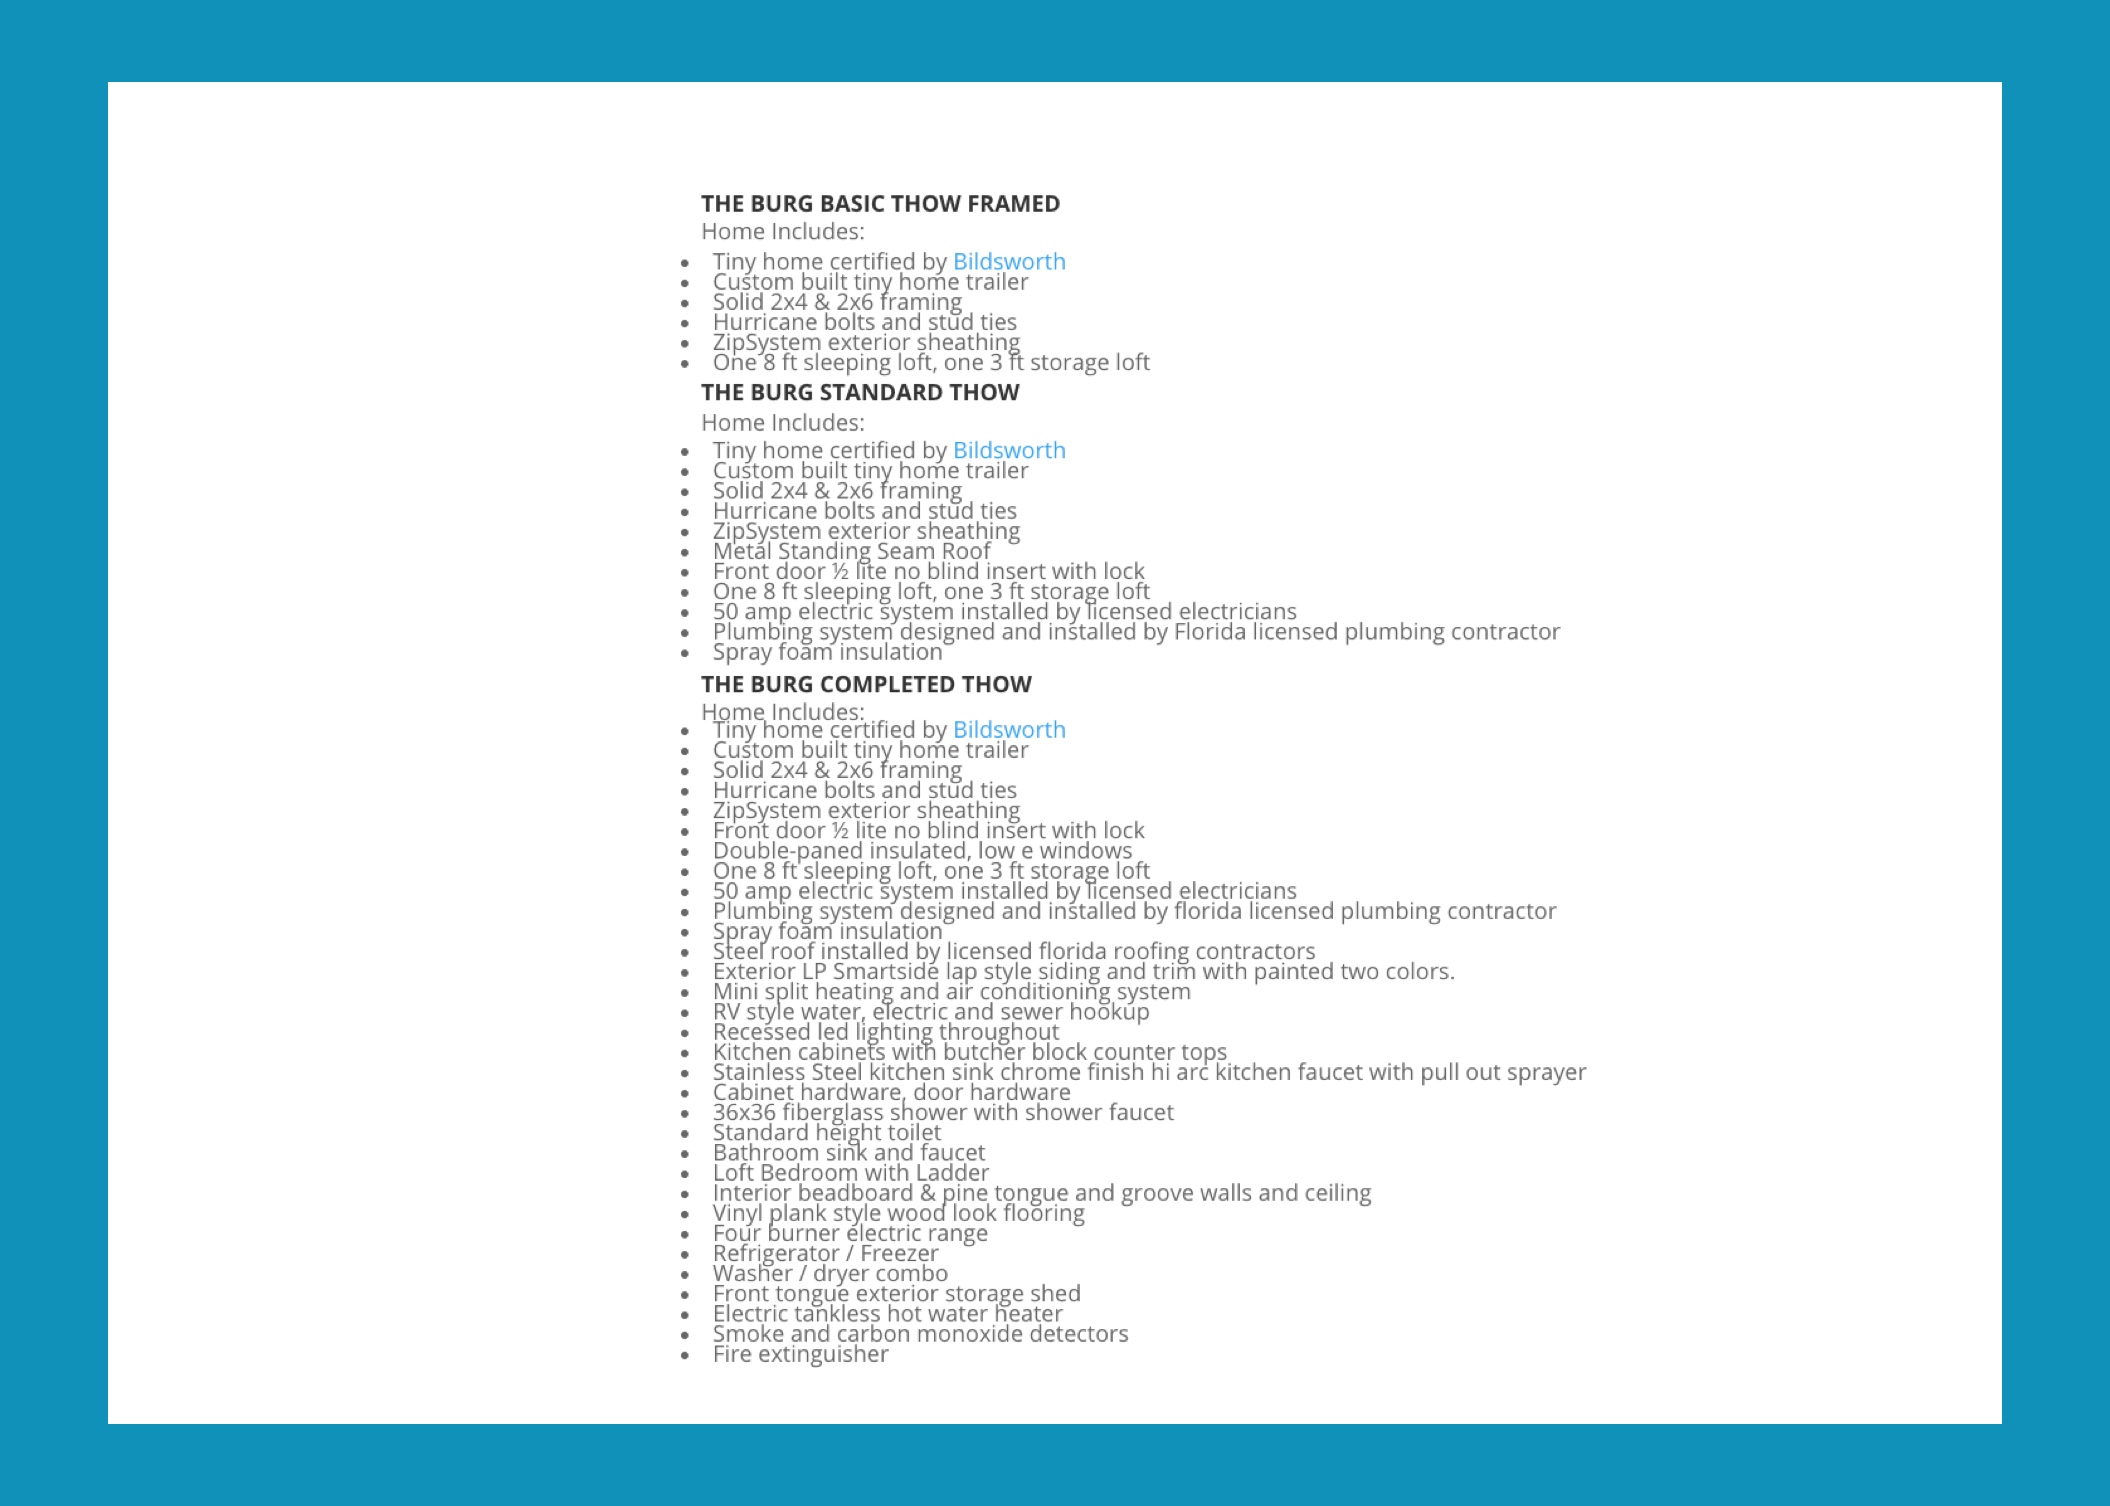 THE BURG BASIC THOW FRAMED
Home Includes:
• Tiny home certified by Bildsworth
• Custom built tiny home trailer
• Solid 2x4 & 2x6 framing
• Hurricane bolts and stud ties
• ZipSystem exterior sheathing
• One 8 ft sleeping loft, one 3 ft storage loft
THE BURG STANDARD THOW
Home Includes:
• Tiny home certified by Bildsworth
• Custom built tiny home trailer
• Solid 2x4 & 2x6 framing
• Hurricane bolts and stud ties
• ZipSystem exterior sheathing
• Metal Standing Seam Roof
• Front door ½ lite no blind insert with lock
• One 8 ft sleeping loft, one 3 ft storage loft
• 50 amp electric system installed by licensed electricians
• Plumbing system designed and installed by Florida licensed plumbing contractor
• Spray foam insulation
THE BURG COMPLETED THOW
Home Includes:
• Tiny home certified by Bildsworth
• Custom built tiny home trailer
• Solid 2x4 & 2x6 framing
• Hurricane bolts and stud ties
• ZipSystem exterior sheathing
• Front door ½ lite no blind insert with lock
• Double-paned insulated, low e windows
• One 8 ft sleeping loft, one 3 ft storage loft
• 50 amp electric system installed by licensed electricians
• Plumbing system designed and installed by florida licensed plumbing contractor
• Spray foam insulation
• Steel roof installed by licensed florida roofing contractors
• Exterior LP Smartside lap style siding and trim with painted two colors.
• Mini split heating and air conditioning system
• RV style water, electric and sewer hookup
• Recessed led lighting throughout
• Kitchen cabinets with butcher block counter tops
• Stainless Steel kitchen sink chrome finish hi arc kitchen faucet with pull out sprayer
• Cabinet hardware, door hardware
• 36x36 fiberglass shower with shower faucet
• Standard height toilet
• Bathroom sink and faucet
• Loft Bedroom with Ladder
• Interior beadboard & pine tongue and groove walls and ceiling
• Vinyl plank style wood look flooring
• Four burner electric range
• Refrigerator / Freezer
• Washer / dryer combo
• Front tongue exterior storage shed
• Electric tankless hot water heater
• Smoke and carbon monoxide detectors
• Fire extinguisher